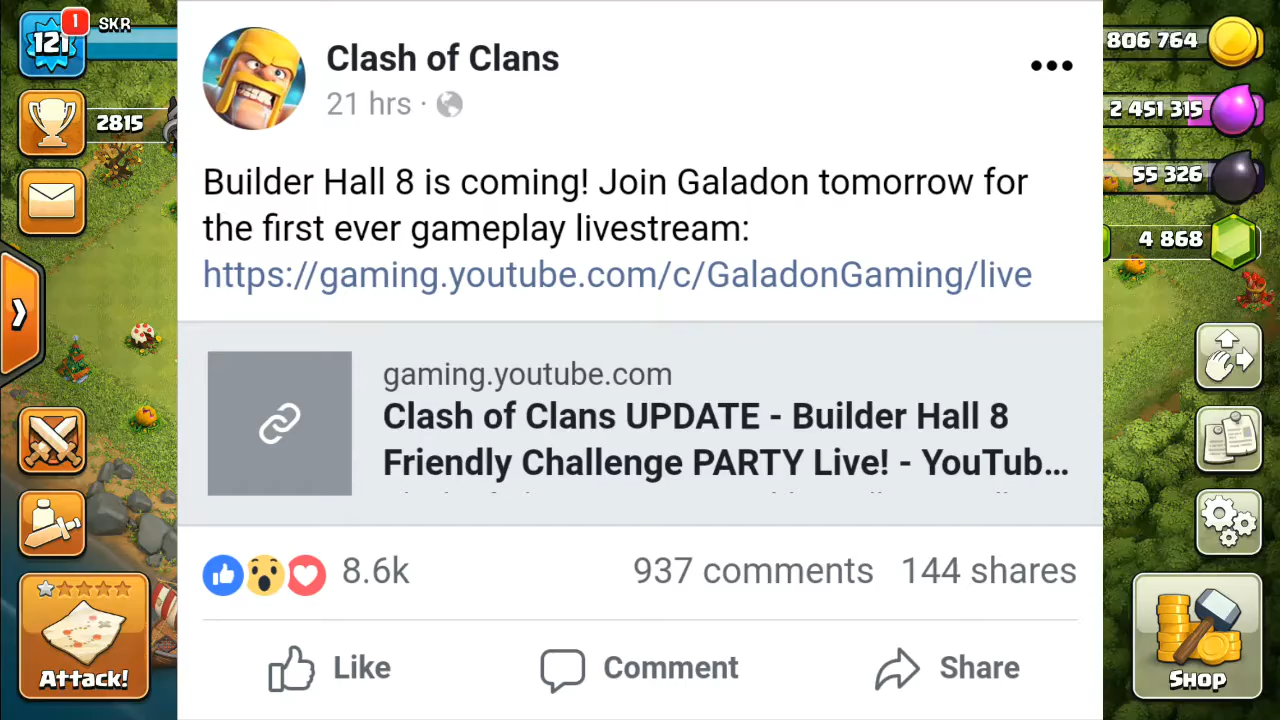 121
1
SKR
2815
Attack!
Clash of Clans
21 hrs ·
Builder Hall 8 is coming! Join Galadon tomorrow for
the first ever gameplay livestream:
https://gaming.youtube.com/c/GaladonGaming/live
gaming.youtube.com
Clash of Clans UPDATE - Builder Hall 8
Friendly Challenge PARTY Live! - YouTub...
8.6k
937 comments
144 shares
Like
Comment
Share
806 764
2 451 315
55 326
4 868
Shop